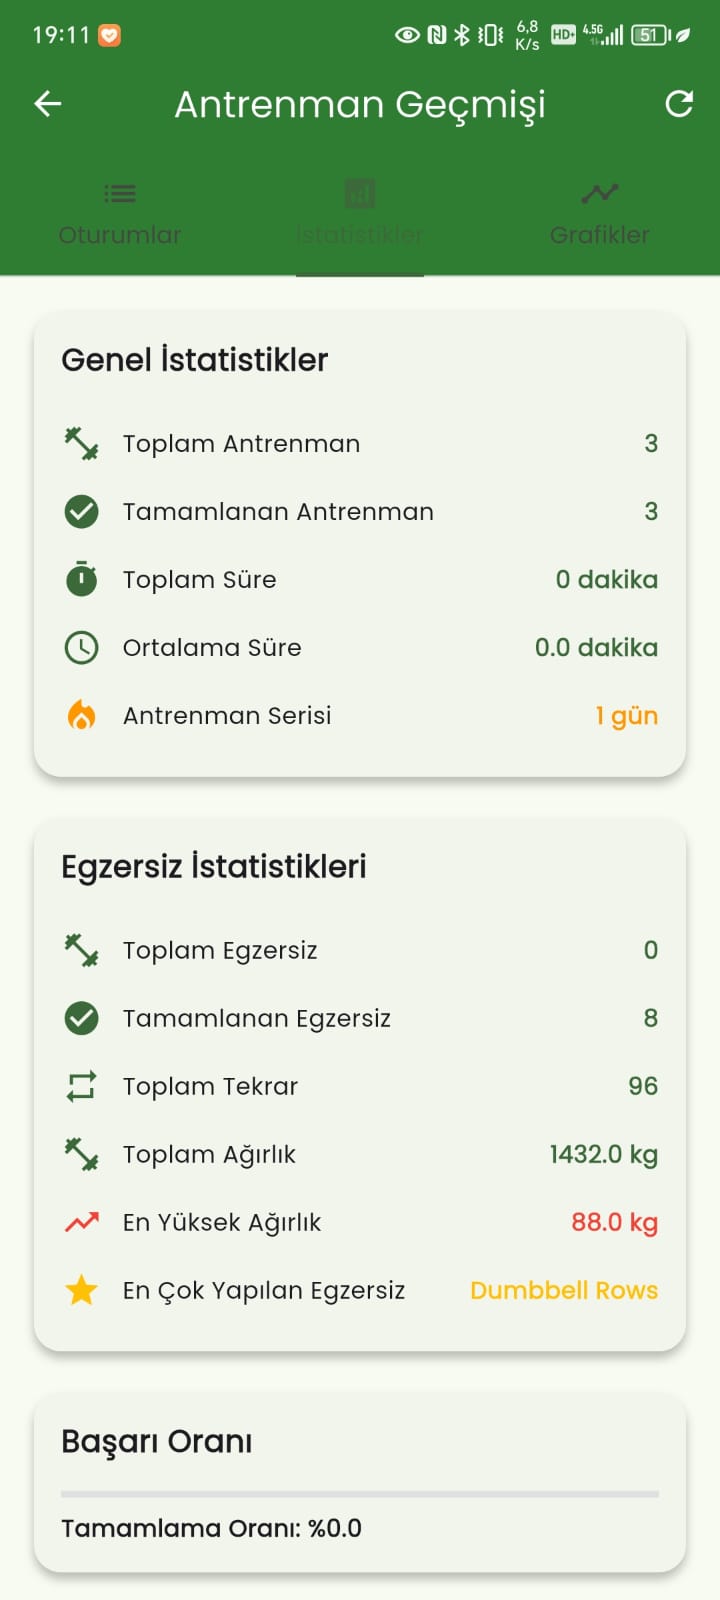 19:11 6,8 K/s HD+ 4.5G 51
Antrenman Geçmişi
Oturumlar İstatistikler Grafikler
Genel İstatistikler
Toplam Antrenman 3
Tamamlanan Antrenman 3
Toplam Süre 0 dakika
Ortalama Süre 0.0 dakika
Antrenman Serisi 1 gün
Egzersiz İstatistikleri
Toplam Egzersiz 0
Tamamlanan Egzersiz 8
Toplam Tekrar 96
Toplam Ağırlık 1432.0 kg
En Yüksek Ağırlık 88.0 kg
En Çok Yapılan Egzersiz Dumbbell Rows
Başarı Oranı
Tamamlama Oranı: %0.0